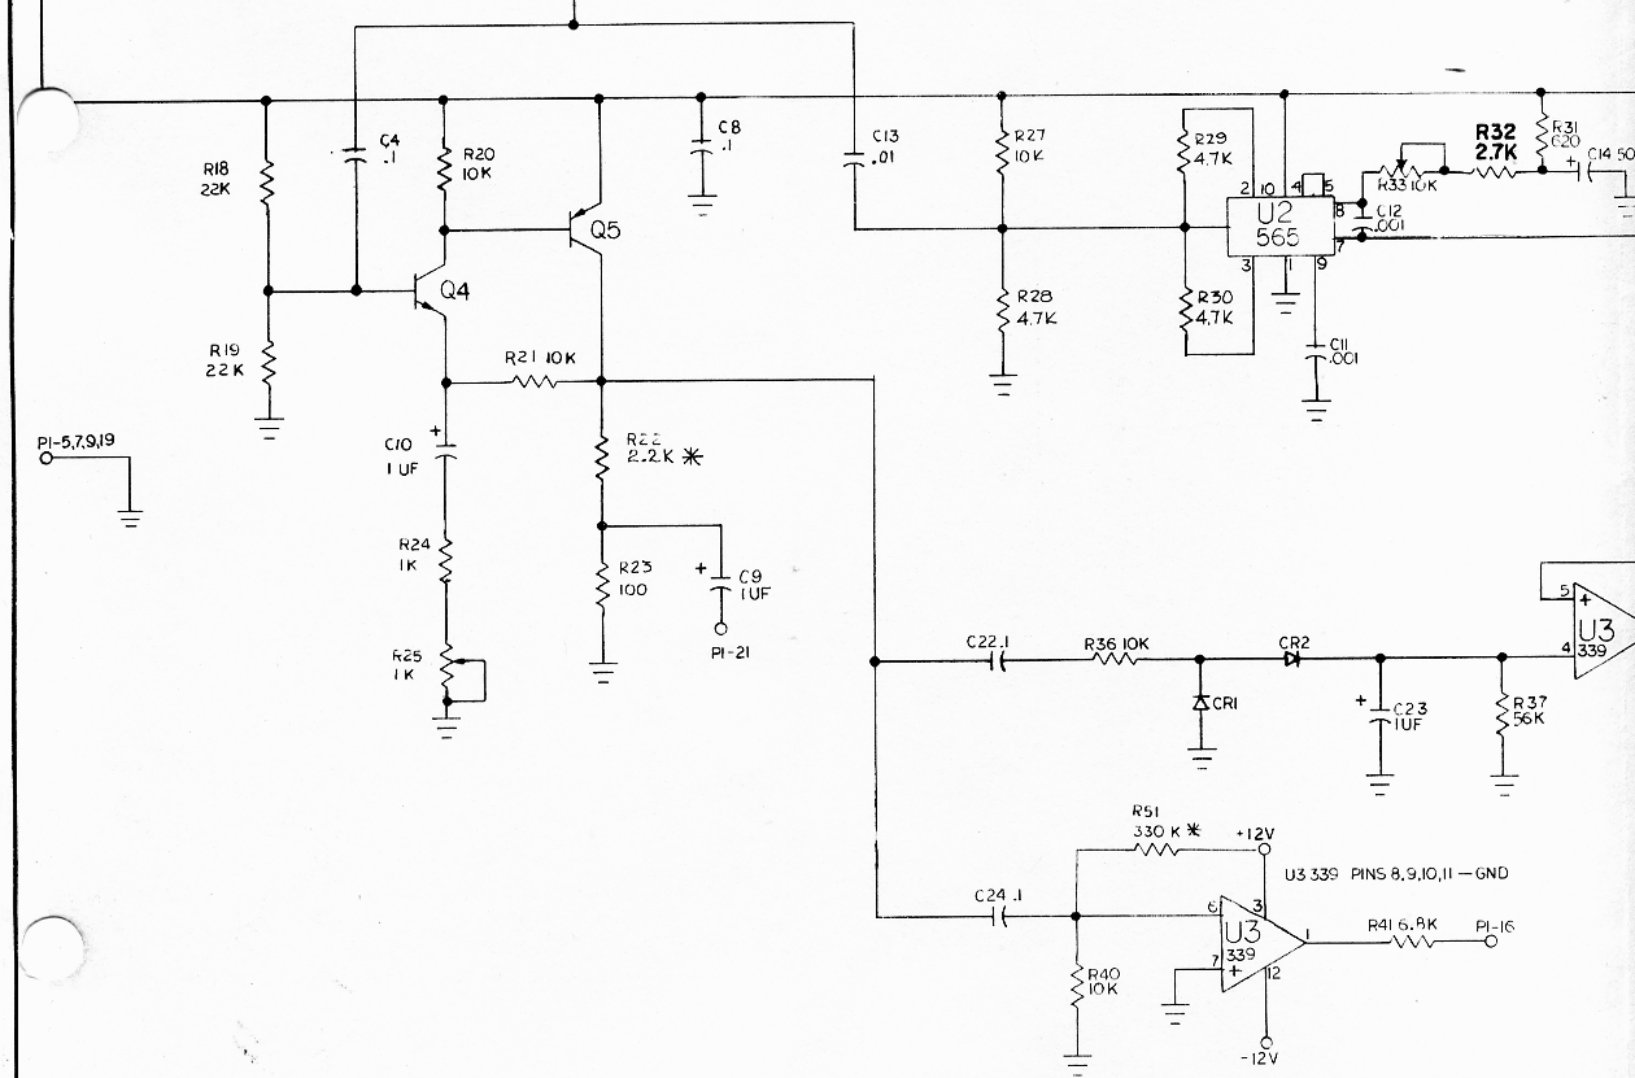 C4
.1
C8
.1
C13
.01
R18
22K
R20
10K
R27
10K
R29
4.7K
R32
2.7K
R31
620
C14 50
R33 10K
2 10 4 5
U2
565
8
7
3 1 9
C12
.001
Q5
Q4
R28
4.7K
R30
4.7K
C11
.001
R19
22K
R21 10K
P1-5,7,9,19
C10
1UF
R22
2.2K *
R24
1K
R23
100
C9
1UF
P1-21
R25
1K
C22 .1
R36 10K
CR2
CR1
C23
1UF
R37
56K
5
+
U3
339
4
R51
330K *
+12V
U3 339 PINS 8,9,10,11 — GND
C24 .1
6
3
U3
339
1
7
+
12
R41 6.8K
P1-16
R40
10K
-12V